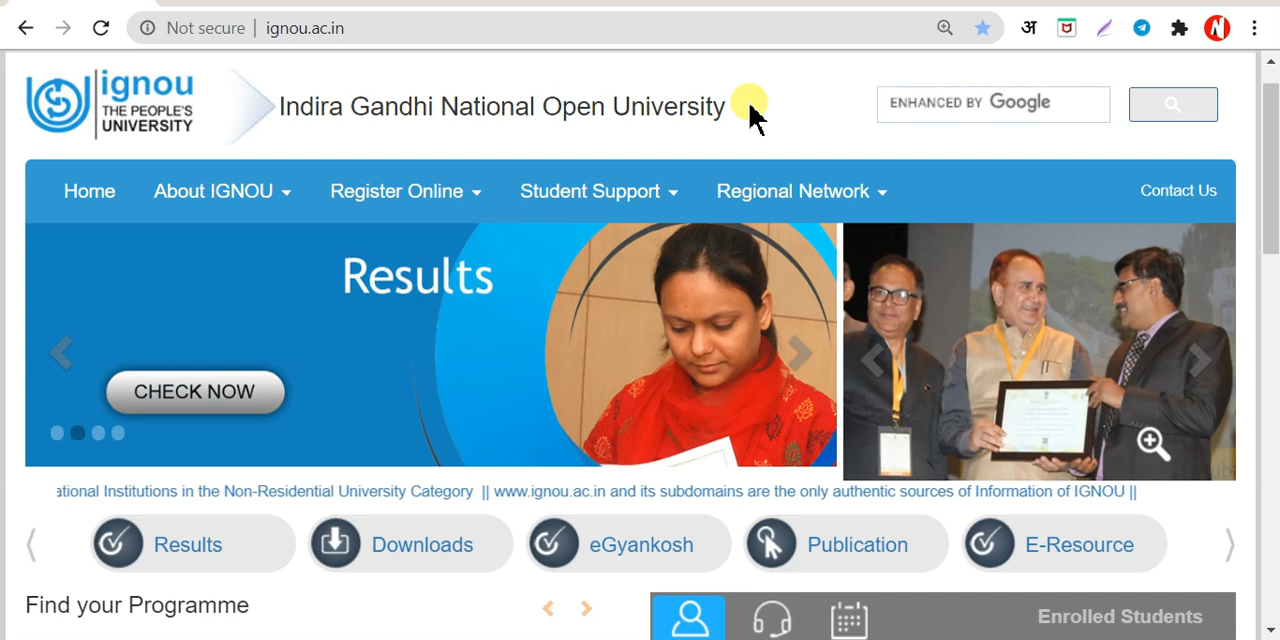 Not secure | ignou.ac.in
अ
ignou
THE PEOPLE'S
UNIVERSITY
Indira Gandhi National Open University
ENHANCED BY Google
Home About IGNOU Register Online Student Support Regional Network Contact Us
Results
CHECK NOW
ational Institutions in the Non-Residential University Category || www.ignou.ac.in and its subdomains are the only authentic sources of Information of IGNOU ||
Results Downloads eGyankosh Publication E-Resource
Find your Programme
Enrolled Students